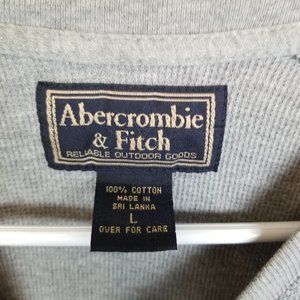 Abercrombie
& Fitch
RELIABLE OUTDOOR GOODS
100% COTTON
MADE IN
SRI LANKA
L
OVER FOR CARE